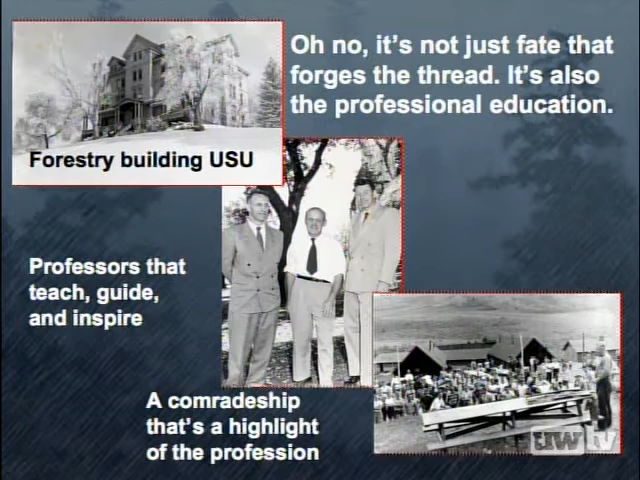 Oh no, it's not just fate that
forges the thread. It's also
the professional education.
Forestry building USU
Professors that
teach, guide,
and inspire
A comradeship
that's a highlight
of the profession
UWTV